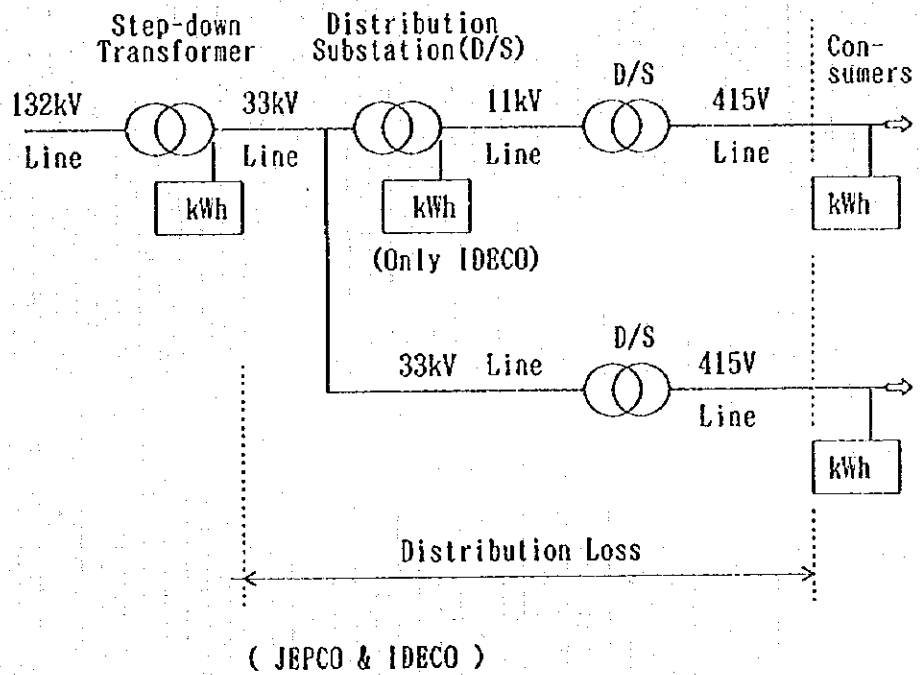 Step-down
Transformer
Distribution
Substation(D/S)
D/S
Con-
sumers
132kV
Line
33kV
Line
11kV
Line
415V
Line
kWh
kWh
(Only IDECO)
kWh
D/S
33kV Line
415V
Line
kWh
Distribution Loss
( JEPCO & IDECO )